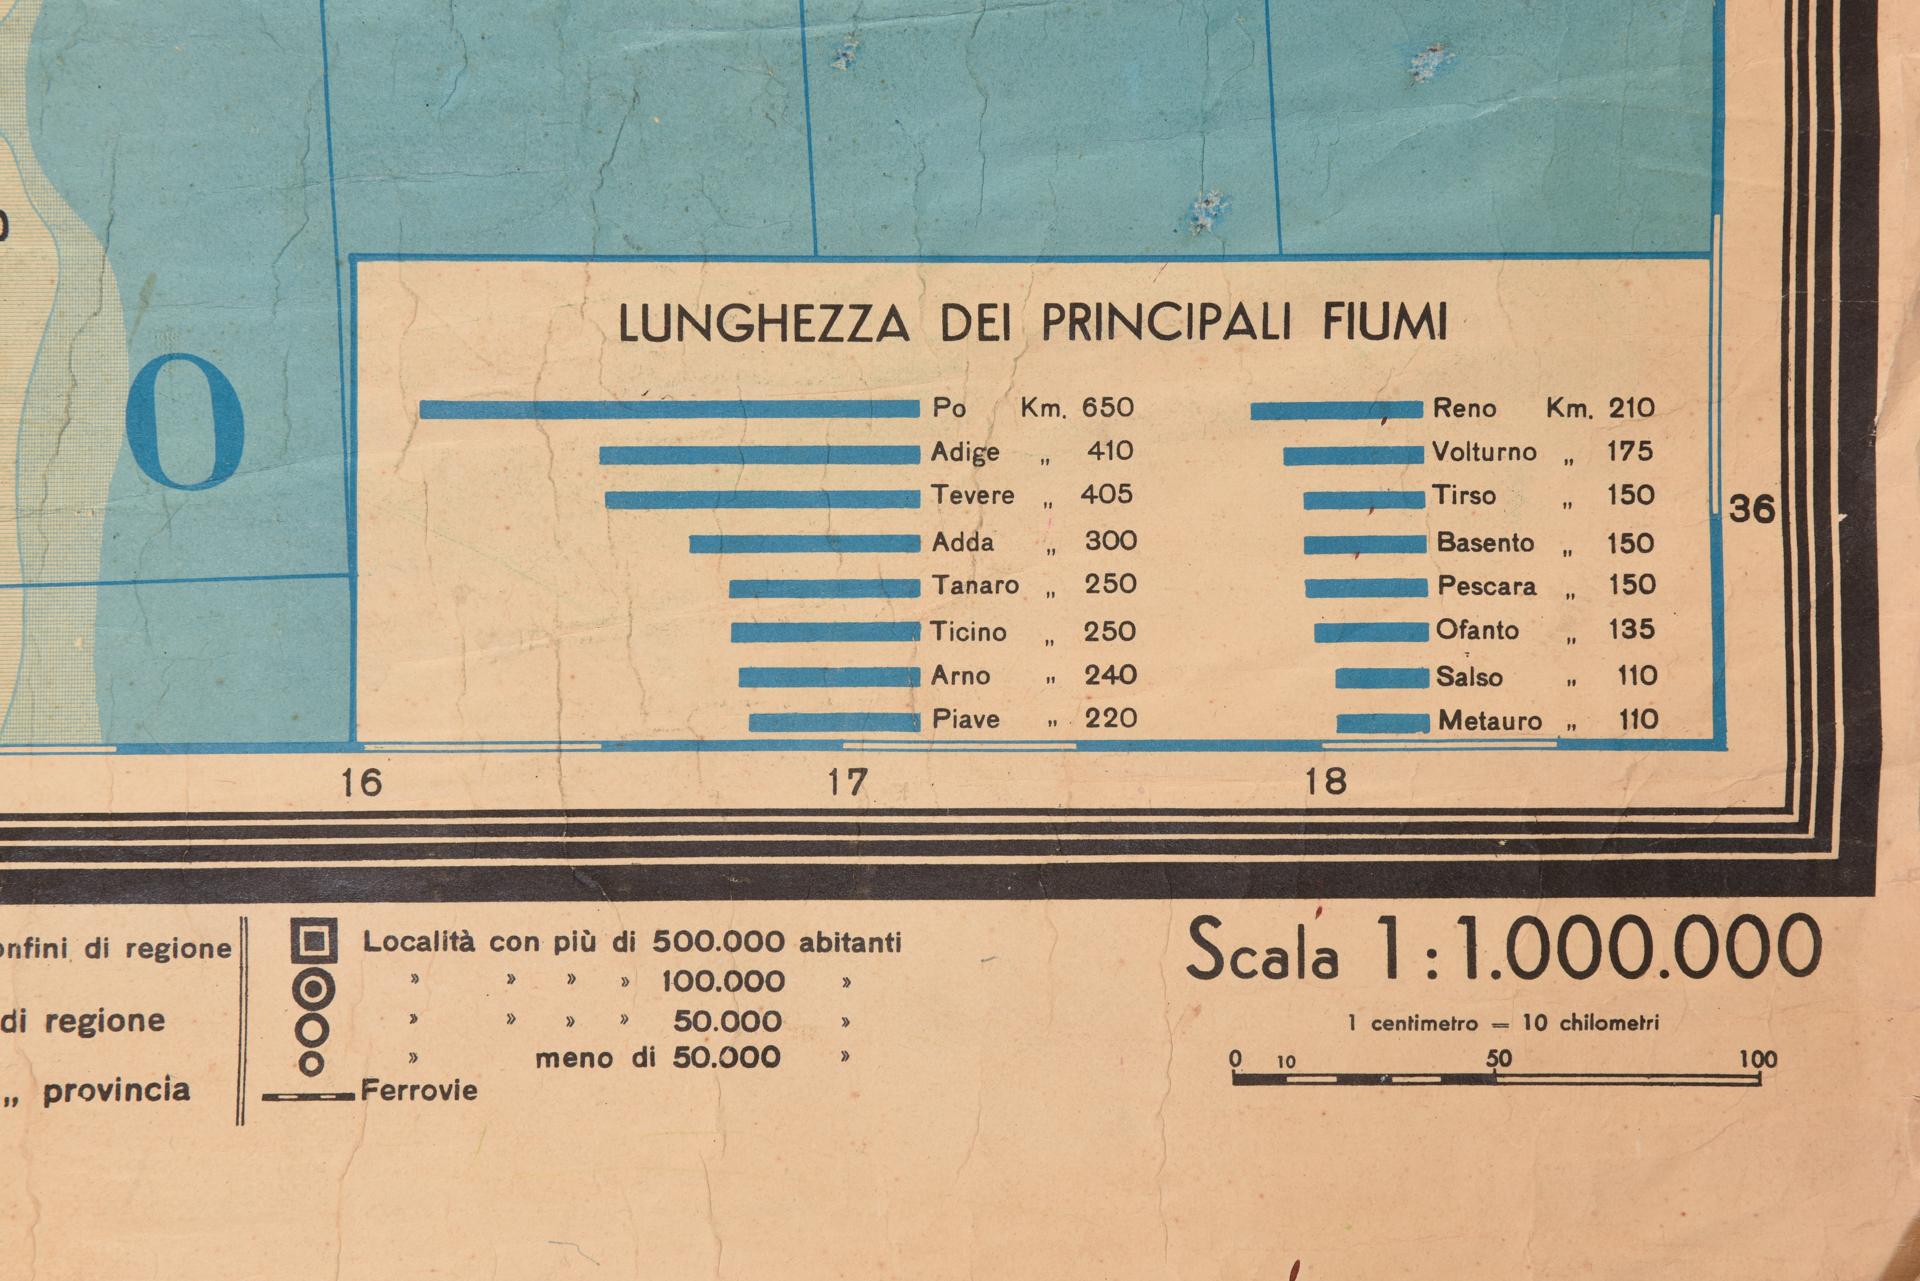 O
LUNGHEZZA DEI PRINCIPALI FIUMI
Po Km. 650
Adige „ 410
Tevere „ 405
Adda „ 300
Tanaro „ 250
Ticino „ 250
Arno „ 240
Piave „ 220
Reno Km. 210
Volturno „ 175
Tirso „ 150
Basento „ 150
Pescara „ 150
Ofanto „ 135
Salso „ 110
Metauro „ 110
36
16 17 18
di regione
di regione
„ provincia
Località con più di 500.000 abitanti
» » » » 100.000 »
» » » » 50.000 »
» meno di 50.000 »
Ferrovie
Scala 1:1.000.000
1 centimetro = 10 chilometri
0 10 50 100